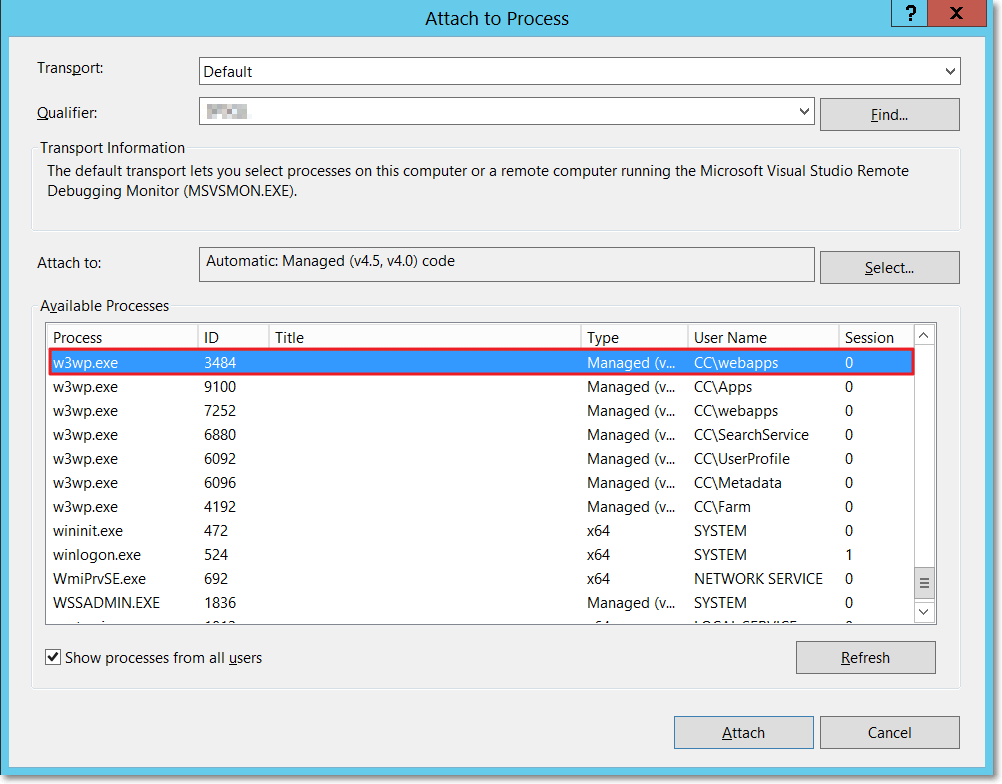 Attach to Process
? X
Transport:
Default
Qualifier:
Find...
Transport Information
The default transport lets you select processes on this computer or a remote computer running the Microsoft Visual Studio Remote
Debugging Monitor (MSVSMON.EXE).
Attach to:
Automatic: Managed (v4.5, v4.0) code
Select...
Available Processes
Process ID Title Type User Name Session
w3wp.exe 3484 Managed (v... CC\webapps 0
w3wp.exe 9100 Managed (v... CC\Apps 0
w3wp.exe 7252 Managed (v... CC\webapps 0
w3wp.exe 6880 Managed (v... CC\SearchService 0
w3wp.exe 6092 Managed (v... CC\UserProfile 0
w3wp.exe 6096 Managed (v... CC\Metadata 0
w3wp.exe 4192 Managed (v... CC\Farm 0
wininit.exe 472 x64 SYSTEM 0
winlogon.exe 524 x64 SYSTEM 1
WmiPrvSE.exe 692 x64 NETWORK SERVICE 0
WSSADMIN.EXE 1836 Managed (v... SYSTEM 0
Show processes from all users
Refresh
Attach
Cancel